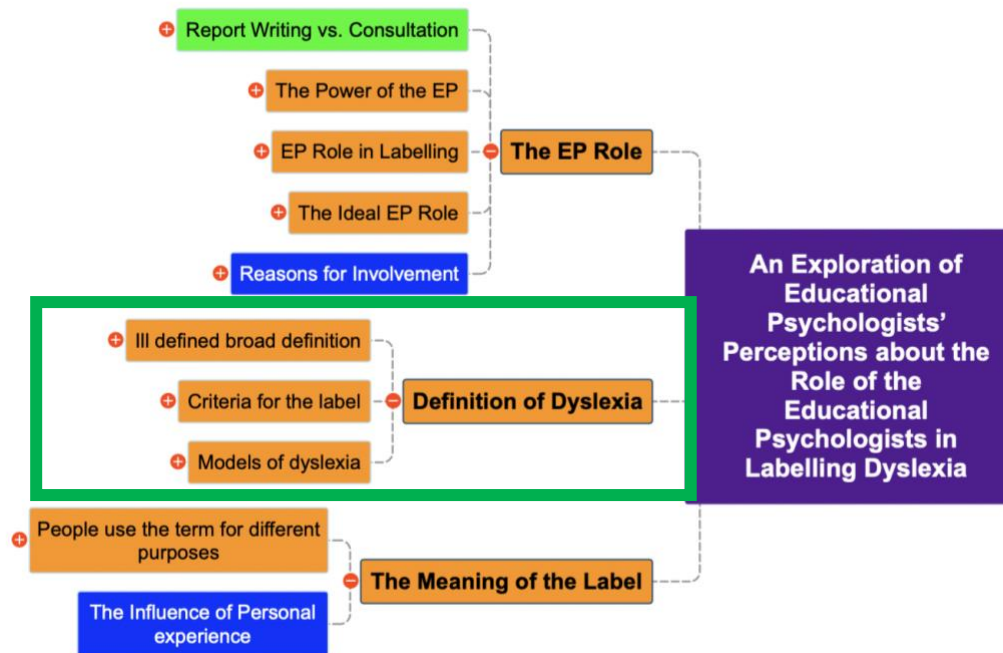 Report Writing vs. Consultation
The Power of the EP
EP Role in Labelling
The Ideal EP Role
Reasons for Involvement
The EP Role
Ill defined broad definition
Criteria for the label
Models of dyslexia
Definition of Dyslexia
People use the term for different
purposes
The Influence of Personal
experience
The Meaning of the Label
An Exploration of
Educational
Psychologists’
Perceptions about the
Role of the
Educational
Psychologists in
Labelling Dyslexia